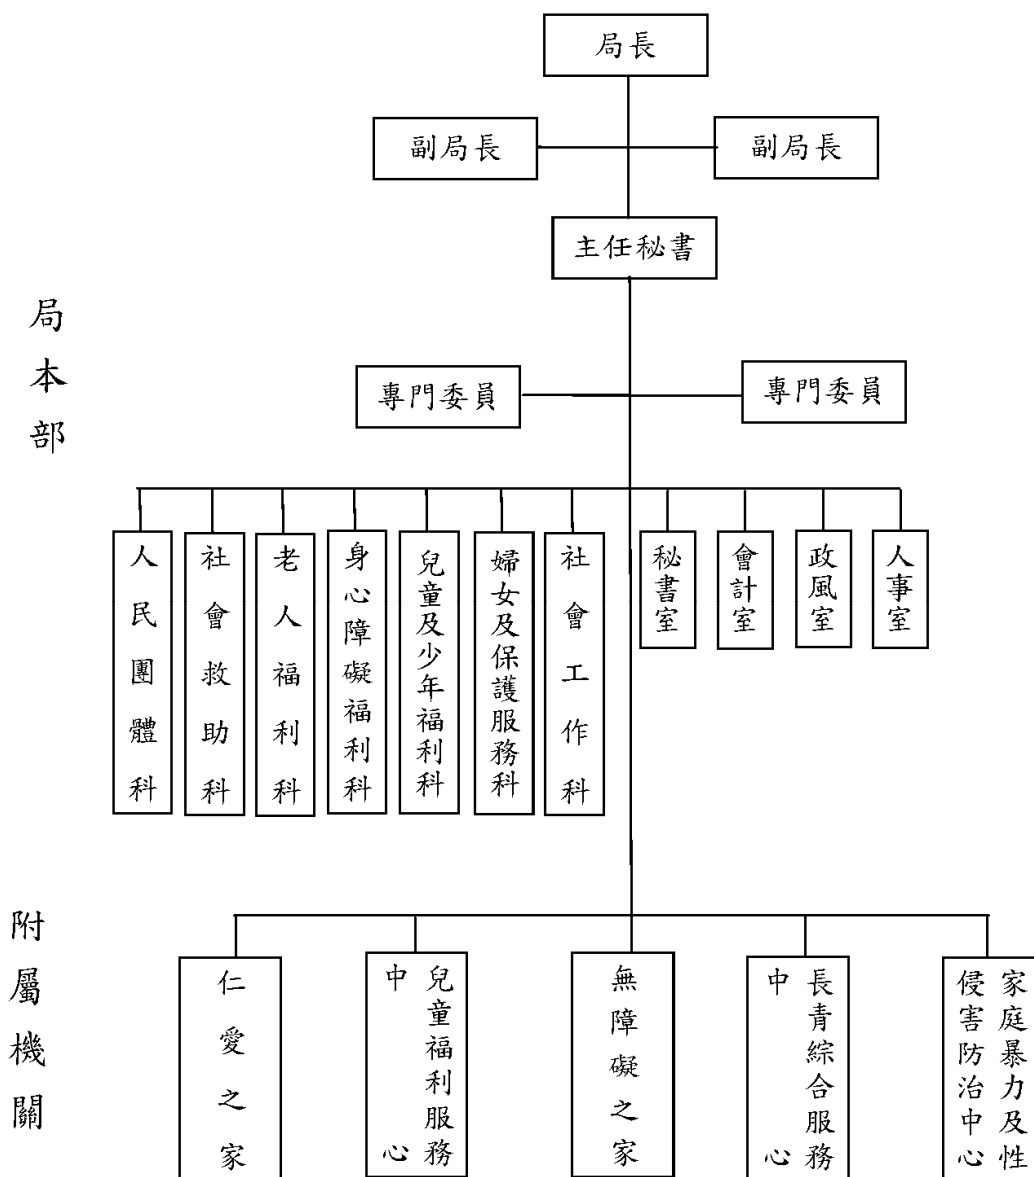 局長
副局長
副局長
主任秘書
局本部
專門委員
專門委員
人民團體科
社會救助科
老人福利科
身心障礙福利科
兒童及少年福利科
婦女及保護服務科
社會工作科
秘書室
會計室
政風室
人事室
附屬機關
仁愛之家
兒童福利服務
中心
無障礙之家
長青綜合服務
中心
家庭暴力及性
侵害防治中心